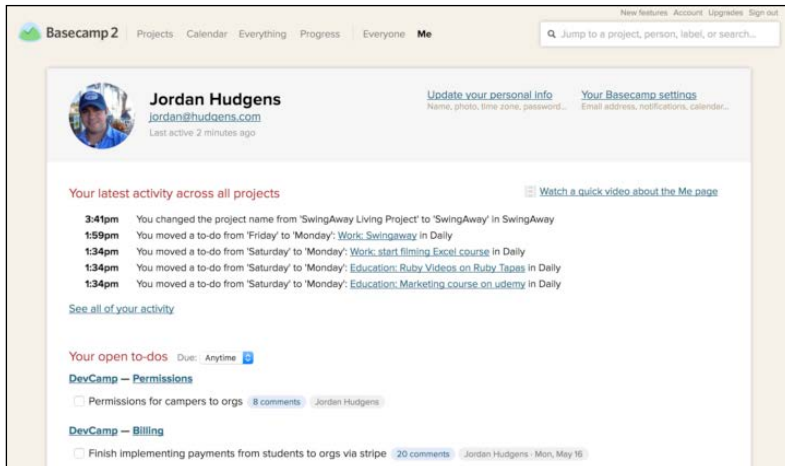 New features Account Upgrades Sign out
Basecamp 2 Projects Calendar Everything Progress Everyone Me
Jump to a project, person, label, or search...
Jordan Hudgens
jordan@hudgens.com
Last active 2 minutes ago
Update your personal info
Name, photo, time zone, password...
Your Basecamp settings
Email address, notifications, calendar...
Your latest activity across all projects
Watch a quick video about the Me page
3:41pm You changed the project name from 'SwingAway Living Project' to 'SwingAway' in SwingAway
1:59pm You moved a to-do from 'Friday' to 'Monday': Work: Swingaway in Daily
1:34pm You moved a to-do from 'Saturday' to 'Monday': Work: start filming Excel course in Daily
1:34pm You moved a to-do from 'Saturday' to 'Monday': Education: Ruby Videos on Ruby Tapas in Daily
1:34pm You moved a to-do from 'Saturday' to 'Monday': Education: Marketing course on udemy in Daily
See all of your activity
Your open to-dos Due: Anytime
DevCamp — Permissions
Permissions for campers to orgs 8 comments Jordan Hudgens
DevCamp — Billing
Finish implementing payments from students to orgs via stripe 20 comments Jordan Hudgens · Mon, May 16